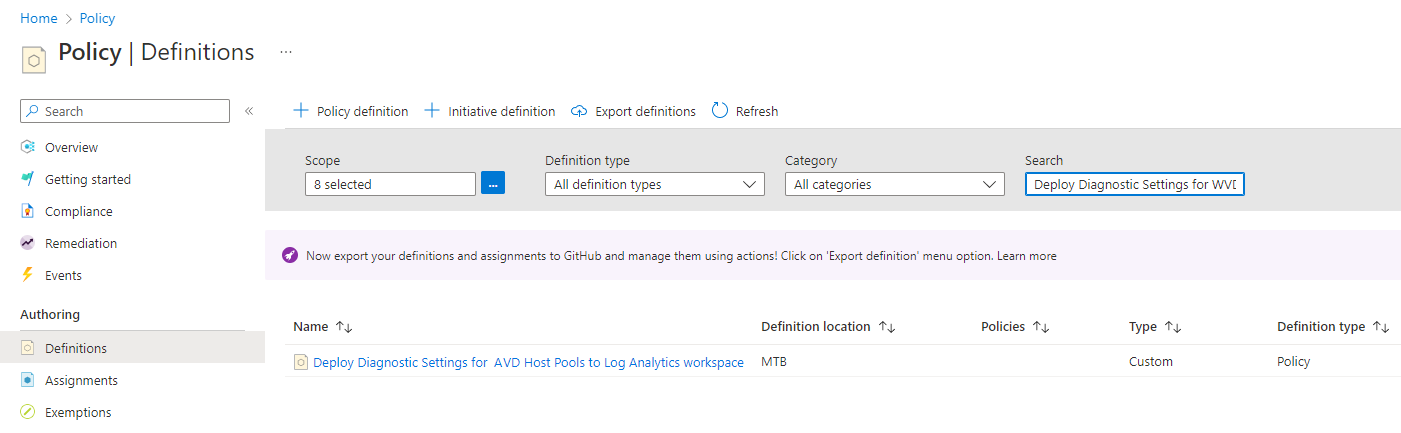 Home > Policy
Policy | Definitions ...
Search «
+ Policy definition + Initiative definition Export definitions Refresh
Overview
Getting started
Compliance
Remediation
Events
Authoring
Definitions
Assignments
Exemptions
Scope Definition type Category Search
8 selected ... All definition types All categories Deploy Diagnostic Settings for WVD
Now export your definitions and assignments to GitHub and manage them using actions! Click on 'Export definition' menu option. Learn more
Name ↑↓ Definition location ↑↓ Policies ↑↓ Type ↑↓ Definition type ↑↓
Deploy Diagnostic Settings for AVD Host Pools to Log Analytics workspace MTB Custom Policy